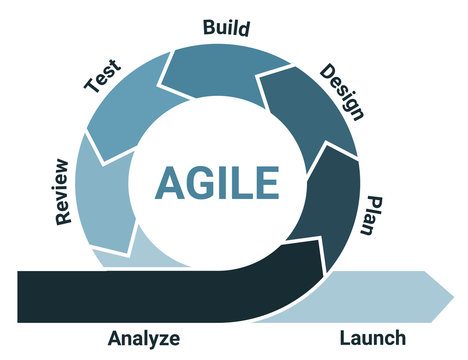 Build
Test
Design
Review
AGILE
Plan
Analyze
Launch